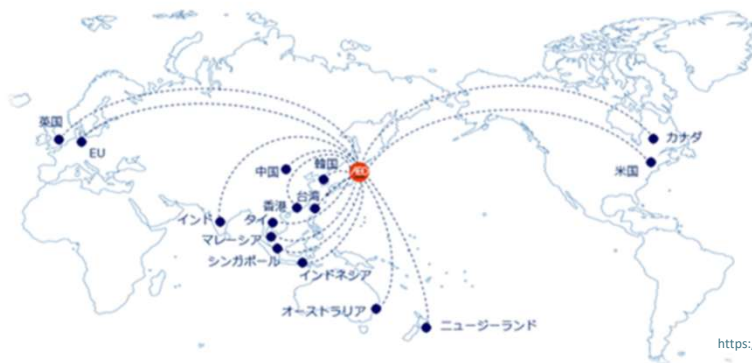 英国
EU
中国
韓国
AEO
香港
台湾
インド
タイ
マレーシア
シンガポール
インドネシア
オーストラリア
ニュージーランド
カナダ
米国
https: